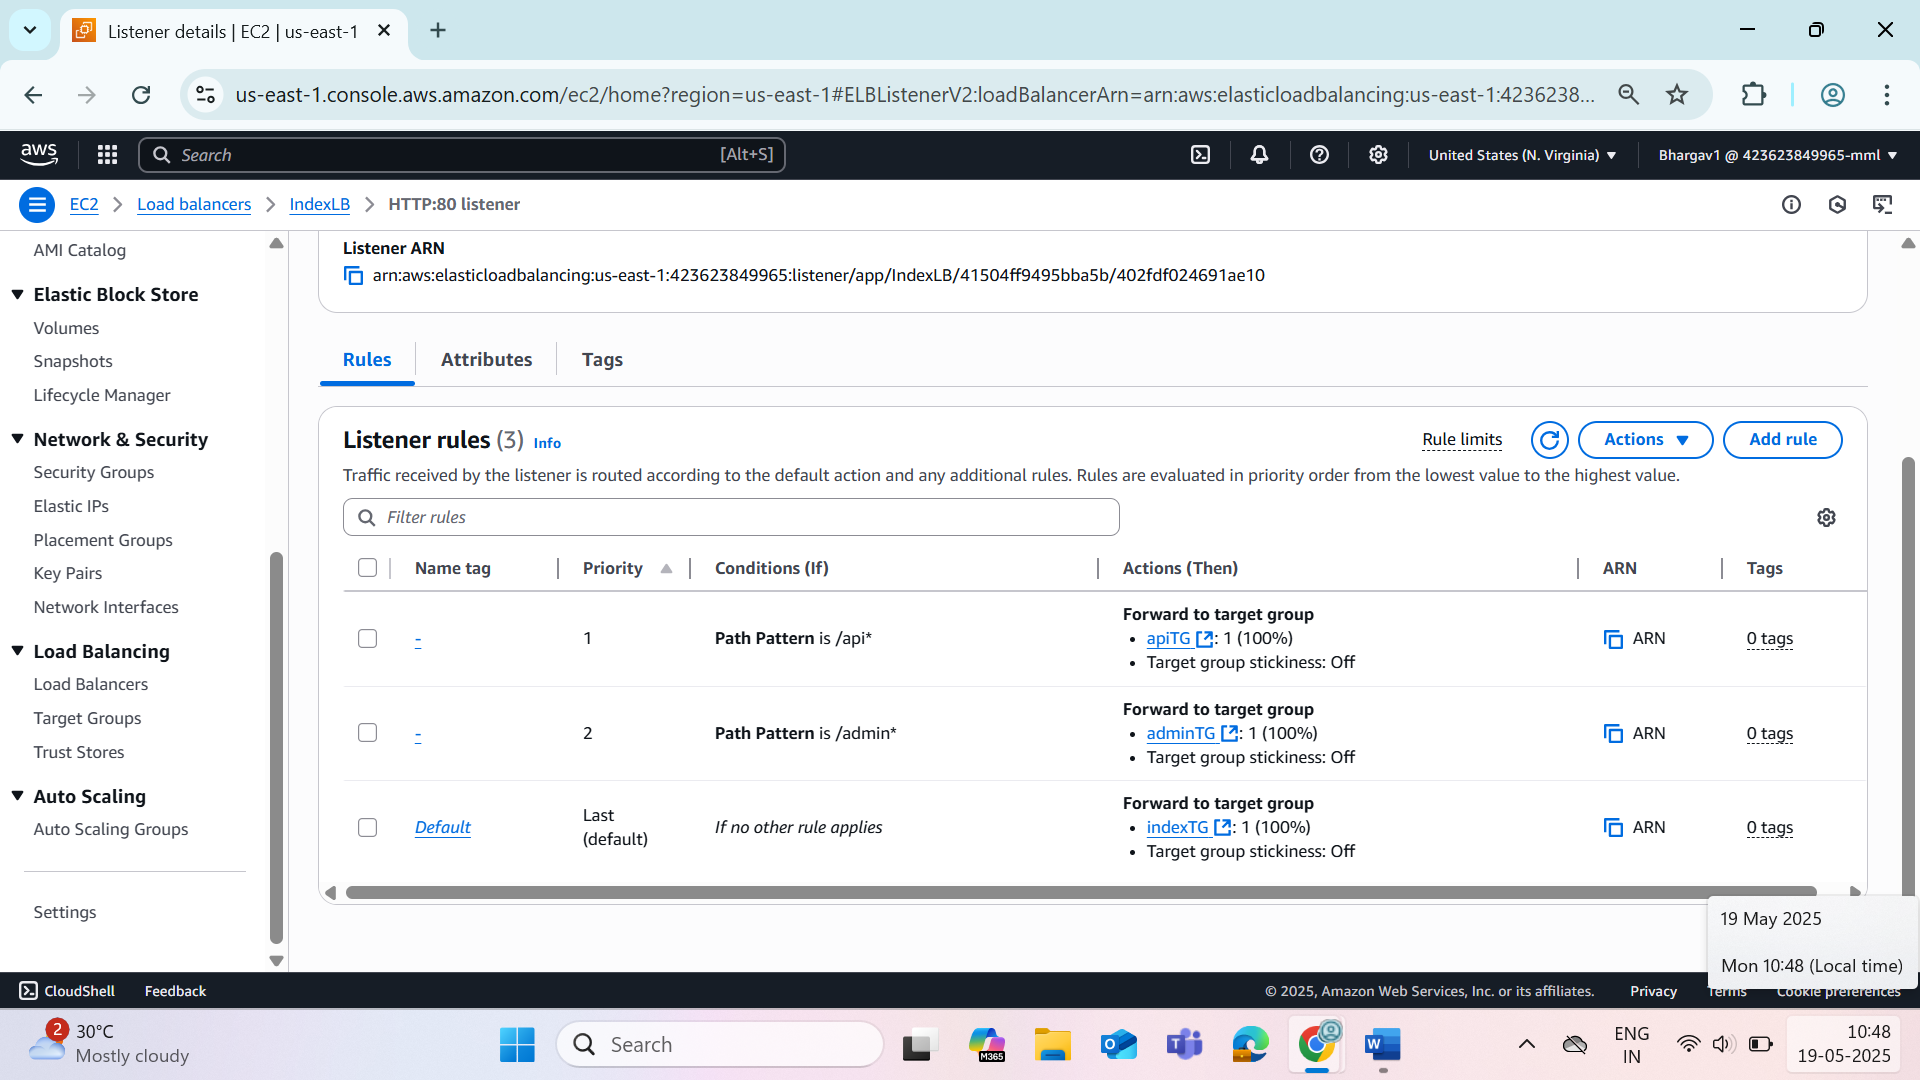 Listener details | EC2 | us-east-1
us-east-1.console.aws.amazon.com/ec2/home?region=us-east-1#ELBListenerV2:loadBalancerArn=arn:aws:elasticloadbalancing:us-east-1:4236238...
aws
Search [Alt+S]
United States (N. Virginia)
Bhargav1 @ 423623849965-mml
EC2 > Load balancers > IndexLB > HTTP:80 listener
AMI Catalog
Elastic Block Store
Volumes
Snapshots
Lifecycle Manager
Network & Security
Security Groups
Elastic IPs
Placement Groups
Key Pairs
Network Interfaces
Load Balancing
Load Balancers
Target Groups
Trust Stores
Auto Scaling
Auto Scaling Groups
Settings
Listener ARN
arn:aws:elasticloadbalancing:us-east-1:423623849965:listener/app/IndexLB/41504ff9495bba5b/402fdf024691ae10
Rules Attributes Tags
Listener rules (3) Info
Rule limits Actions Add rule
Traffic received by the listener is routed according to the default action and any additional rules. Rules are evaluated in priority order from the lowest value to the highest value.
Filter rules
Name tag Priority Conditions (If) Actions (Then) ARN Tags
Forward to target group
- 1 Path Pattern is /api* • apiTG : 1 (100%) ARN 0 tags
• Target group stickiness: Off
Forward to target group
- 2 Path Pattern is /admin* • adminTG : 1 (100%) ARN 0 tags
• Target group stickiness: Off
Forward to target group
Default Last (default) If no other rule applies • indexTG : 1 (100%) ARN 0 tags
• Target group stickiness: Off
19 May 2025
Mon 10:48 (Local time)
CloudShell Feedback
© 2025, Amazon Web Services, Inc. or its affiliates. Privacy Terms Cookie preferences
2
30°C
Mostly cloudy
Search
M365
ENG
IN
10:48
19-05-2025